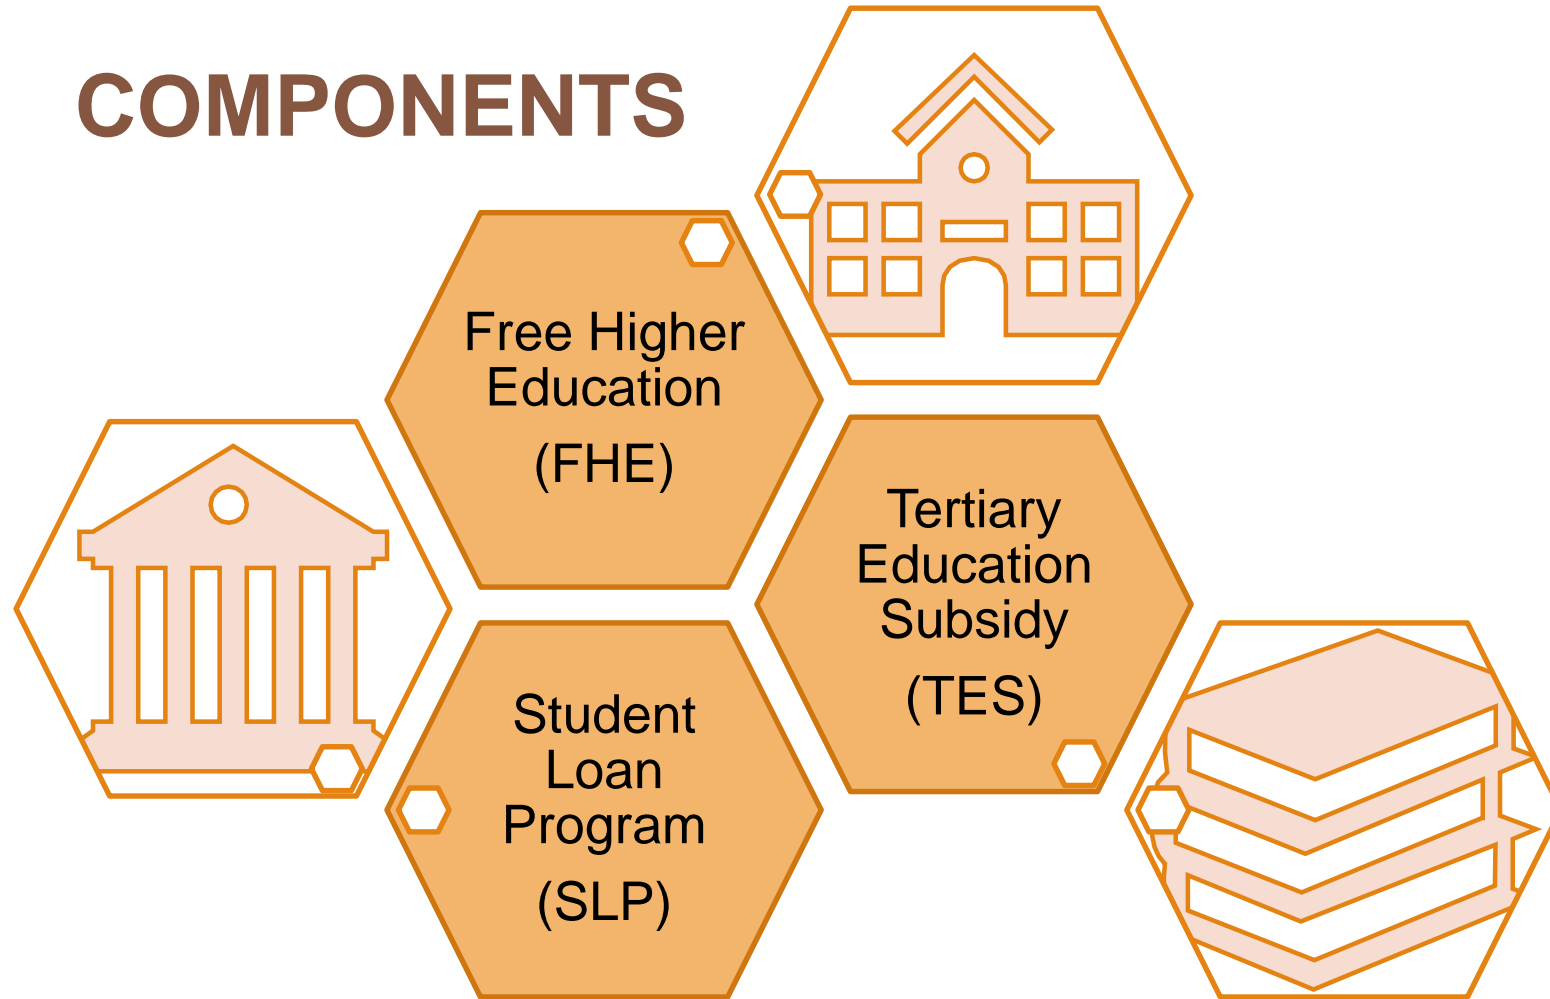 COMPONENTS
Free Higher
Education
(FHE)
Tertiary
Education
Subsidy
(TES)
Student
Loan
Program
(SLP)